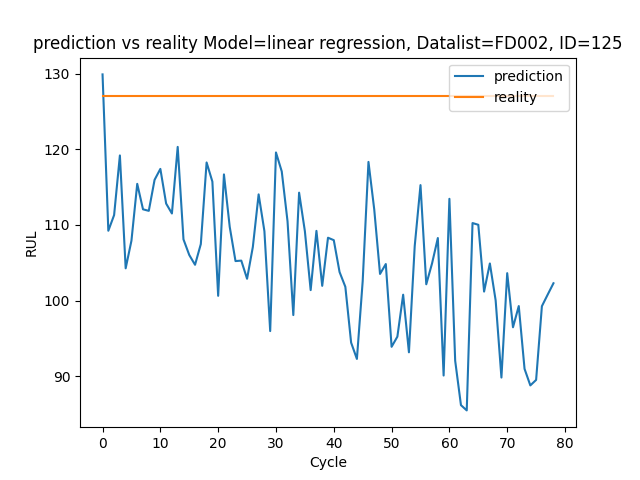 prediction vs reality Model=linear regression, Datalist=FD002, ID=125
prediction
reality
RUL
130
120
110
100
90
0 10 20 30 40 50 60 70 80
Cycle